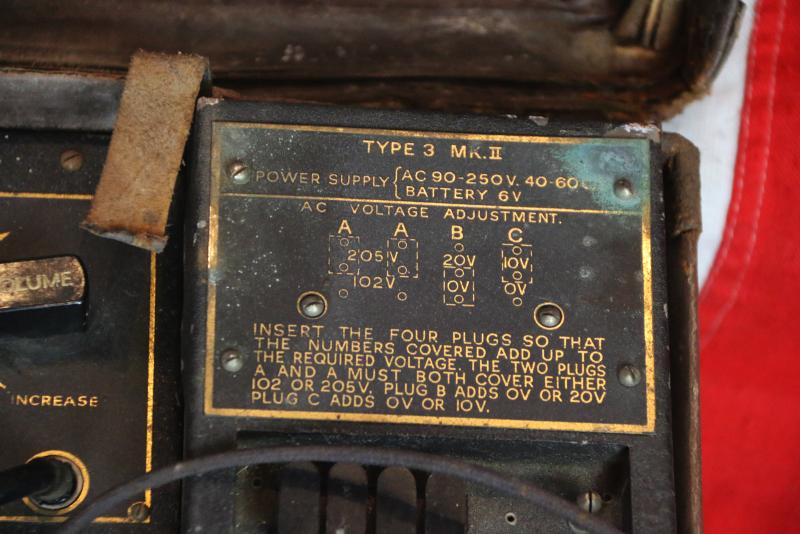 TYPE 3 MK.II
POWER SUPPLY { AC 90-250V. 40-60
BATTERY 6V
AC VOLTAGE ADJUSTMENT.
A A B C
205V 20V 10V
102V 0V 0V
INSERT THE FOUR PLUGS SO THAT
THE NUMBERS COVERED ADD UP TO
THE REQUIRED VOLTAGE. THE TWO PLUGS
A AND A MUST BOTH COVER EITHER
102 OR 205V. PLUG B ADDS 0V OR 20V
PLUG C ADDS 0V OR 10V.
VOLUME
INCREASE